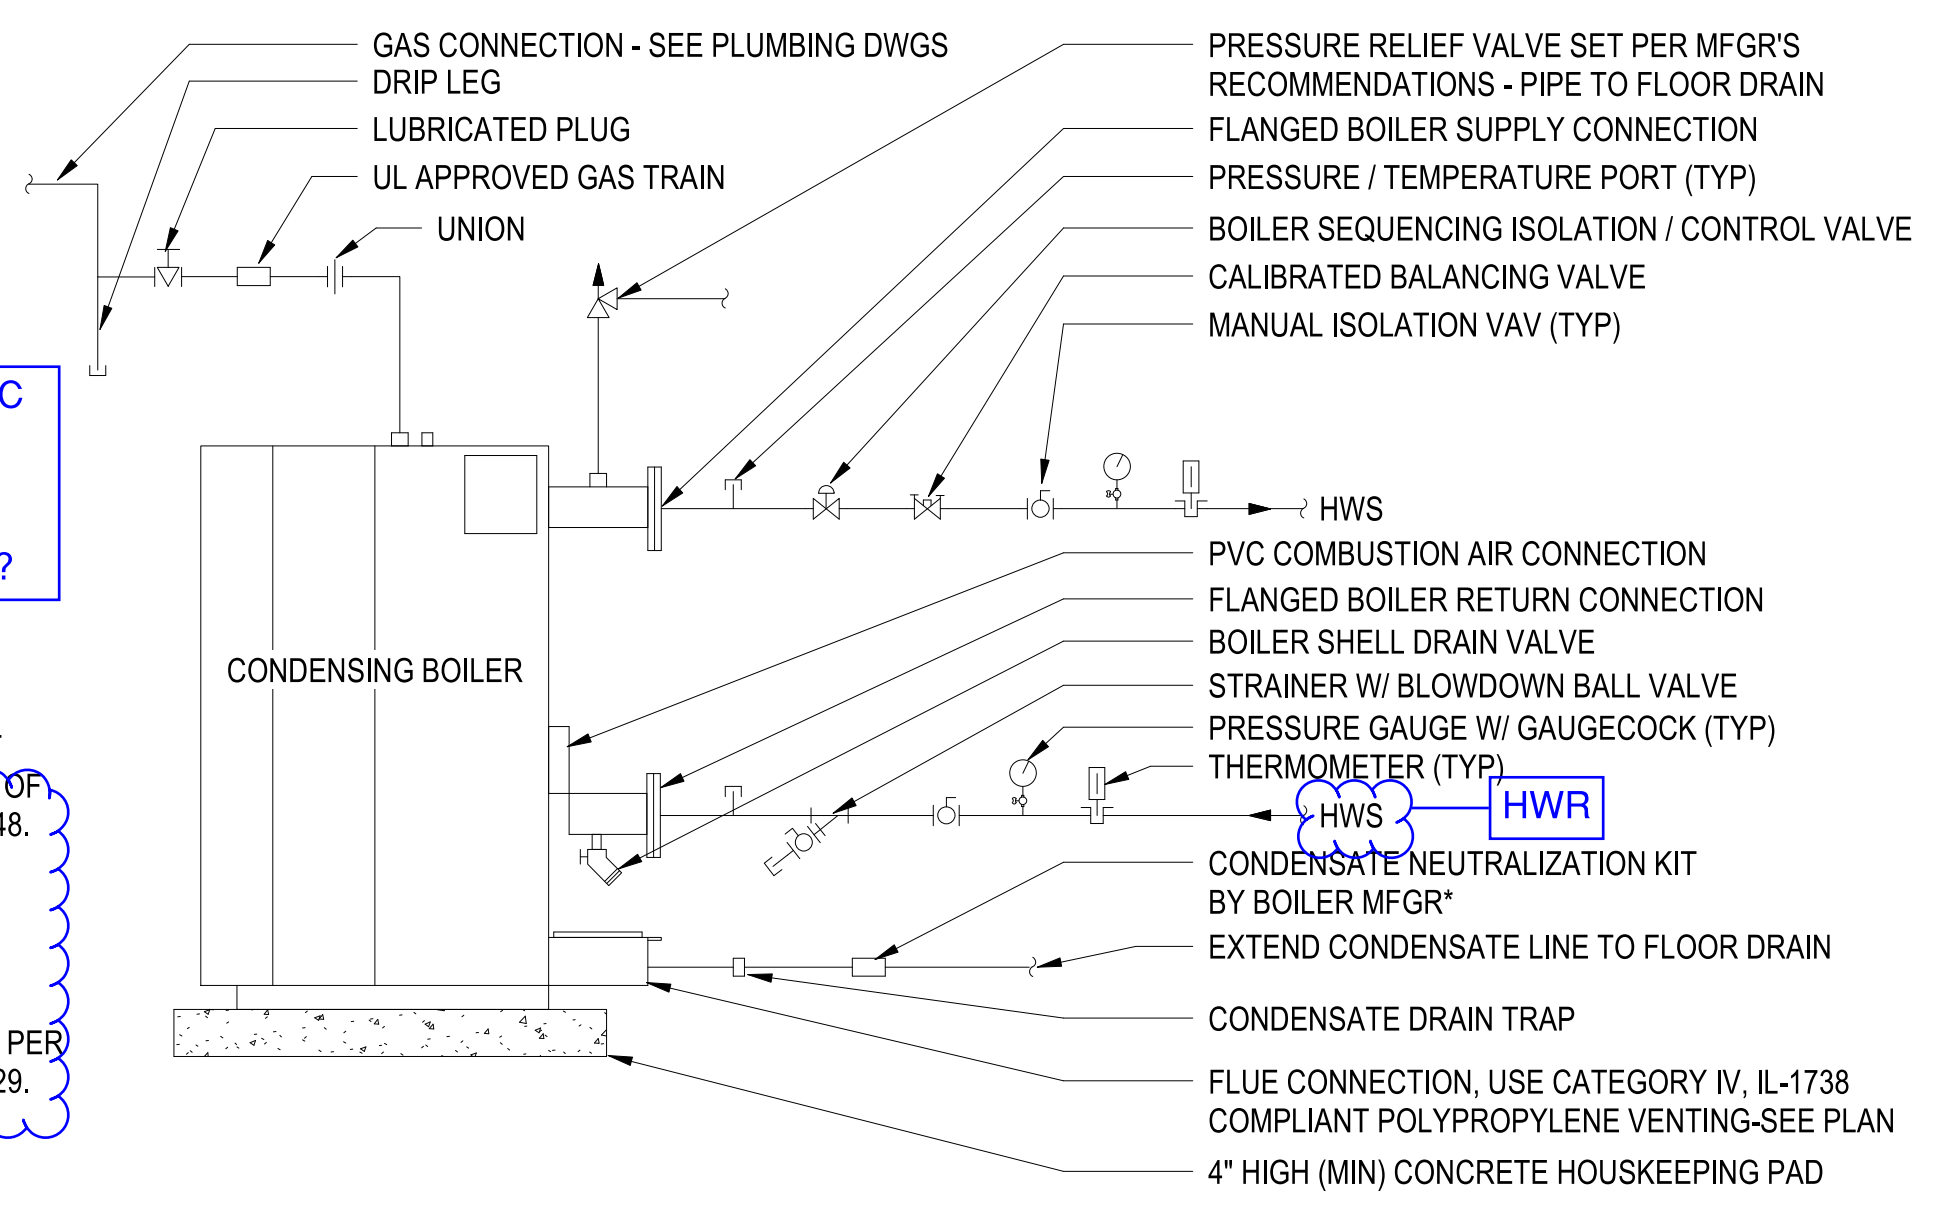 GAS CONNECTION - SEE PLUMBING DWGS
DRIP LEG
LUBRICATED PLUG
UL APPROVED GAS TRAIN
UNION
PRESSURE RELIEF VALVE SET PER MFGR'S
RECOMMENDATIONS - PIPE TO FLOOR DRAIN
FLANGED BOILER SUPPLY CONNECTION
PRESSURE / TEMPERATURE PORT (TYP)
BOILER SEQUENCING ISOLATION / CONTROL VALVE
CALIBRATED BALANCING VALVE
MANUAL ISOLATION VAV (TYP)
C
?
HWS
CONDENSING BOILER
PVC COMBUSTION AIR CONNECTION
FLANGED BOILER RETURN CONNECTION
BOILER SHELL DRAIN VALVE
STRAINER W/ BLOWDOWN BALL VALVE
PRESSURE GAUGE W/ GAUGECOCK (TYP)
THERMOMETER (TYP)
HWS
HWR
OF
48.
CONDENSATE NEUTRALIZATION KIT
BY BOILER MFGR*
EXTEND CONDENSATE LINE TO FLOOR DRAIN
CONDENSATE DRAIN TRAP
PER
29.
FLUE CONNECTION, USE CATEGORY IV, IL-1738
COMPLIANT POLYPROPYLENE VENTING-SEE PLAN
4" HIGH (MIN) CONCRETE HOUSKEEPING PAD